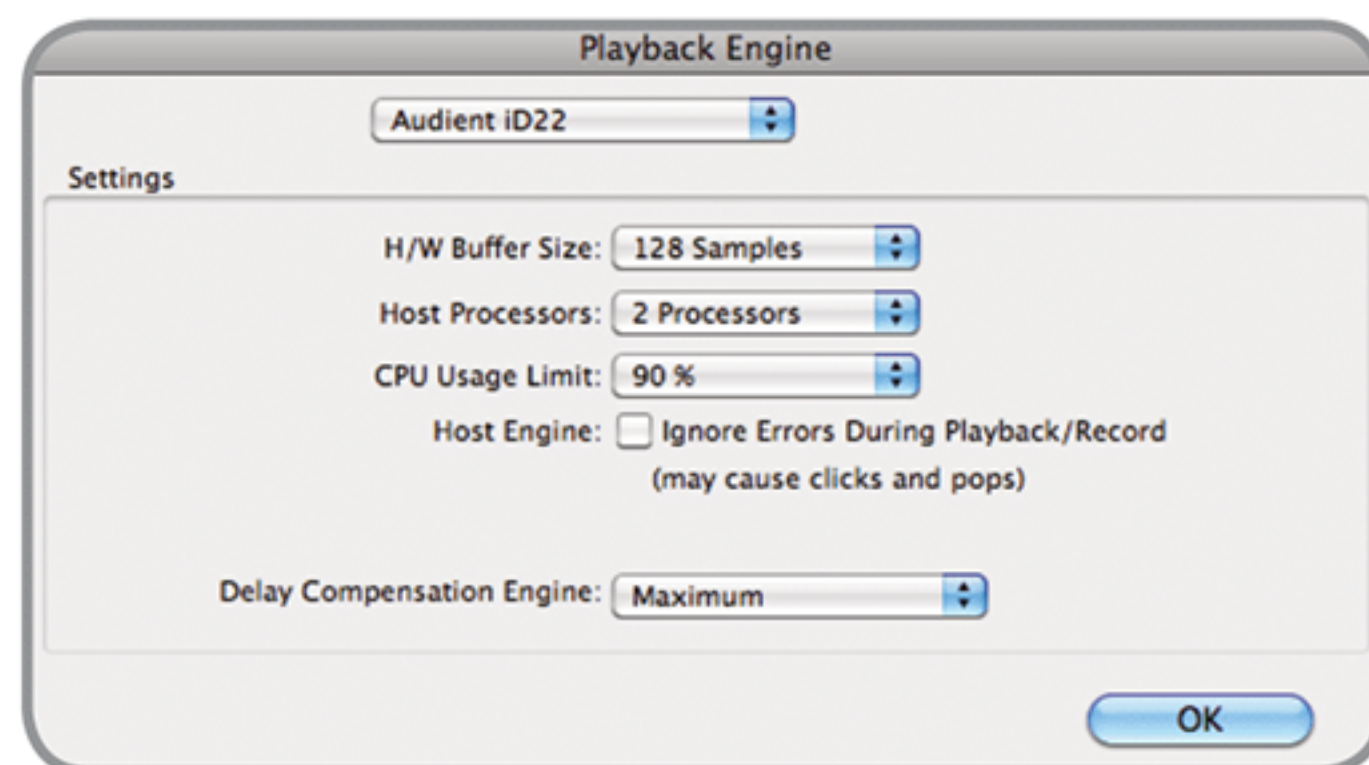 Playback Engine
Audient iD22
Settings
H/W Buffer Size: 128 Samples
Host Processors: 2 Processors
CPU Usage Limit: 90 %
Host Engine: Ignore Errors During Playback/Record
(may cause clicks and pops)
Delay Compensation Engine: Maximum
OK